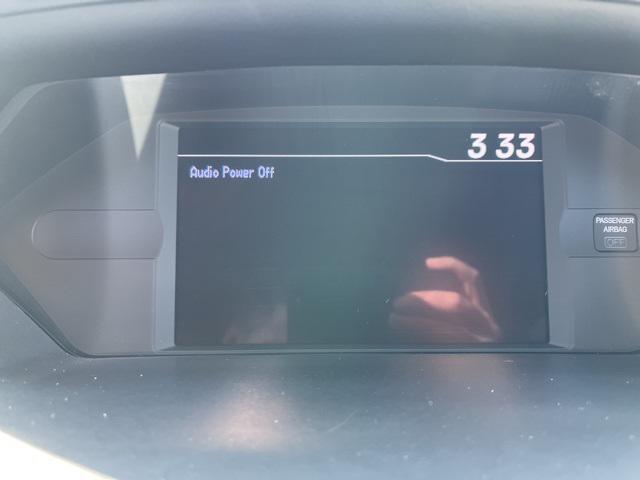 3 33
Audio Power Off
PASSENGER
AIRBAG
OFF